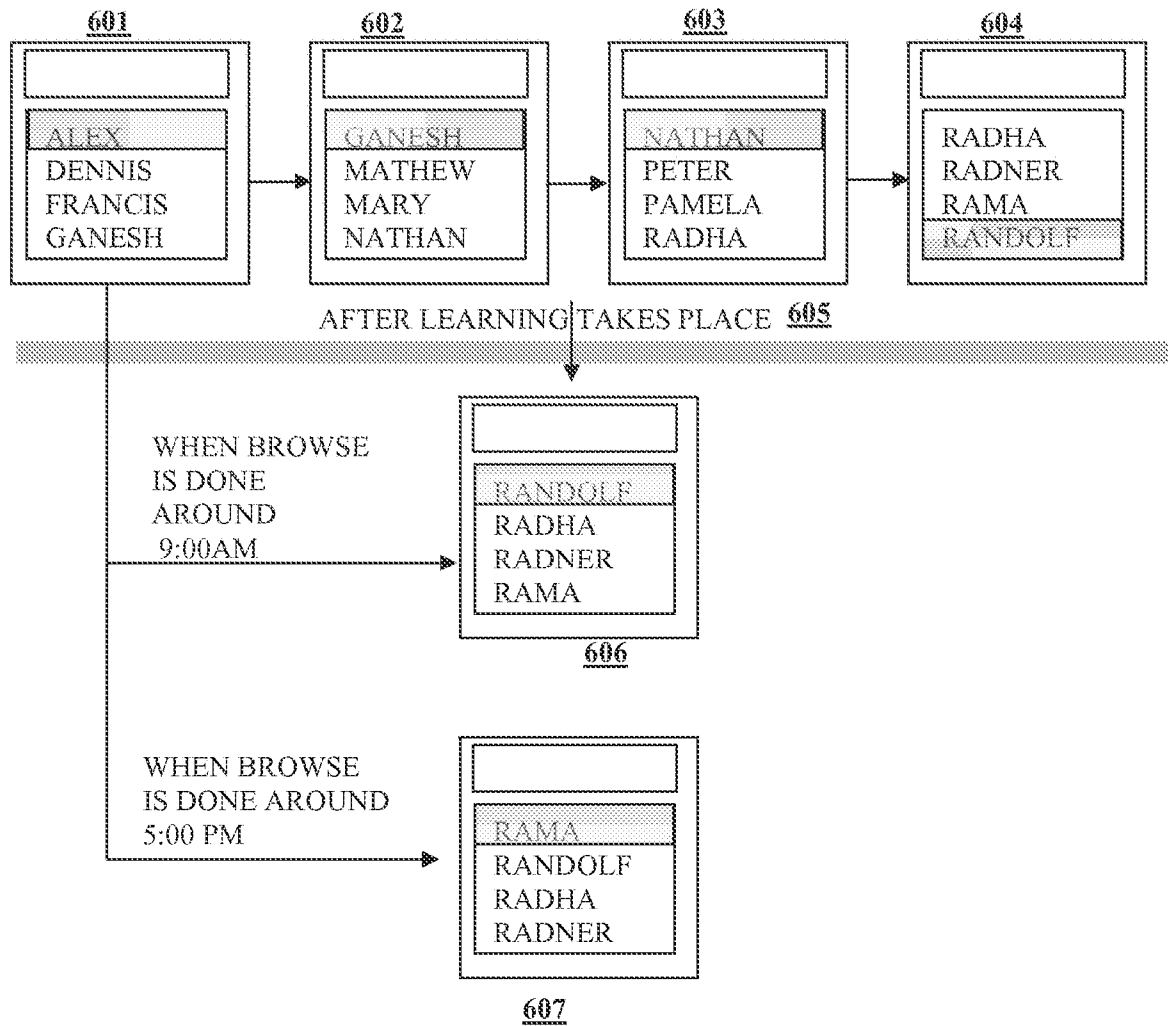 601
602
603
604
ALEX
DENNIS
FRANCIS
GANESH
GANESH
MATHEW
MARY
NATHAN
NATHAN
PETER
PAMELA
RADHA
RADHA
RADNER
RAMA
RANDOLF
AFTER LEARNING TAKES PLACE 605
WHEN BROWSE
IS DONE
AROUND
9:00AM
RANDOLF
RADHA
RADNER
RAMA
606
WHEN BROWSE
IS DONE AROUND
5:00 PM
RAMA
RANDOLF
RADHA
RADNER
607